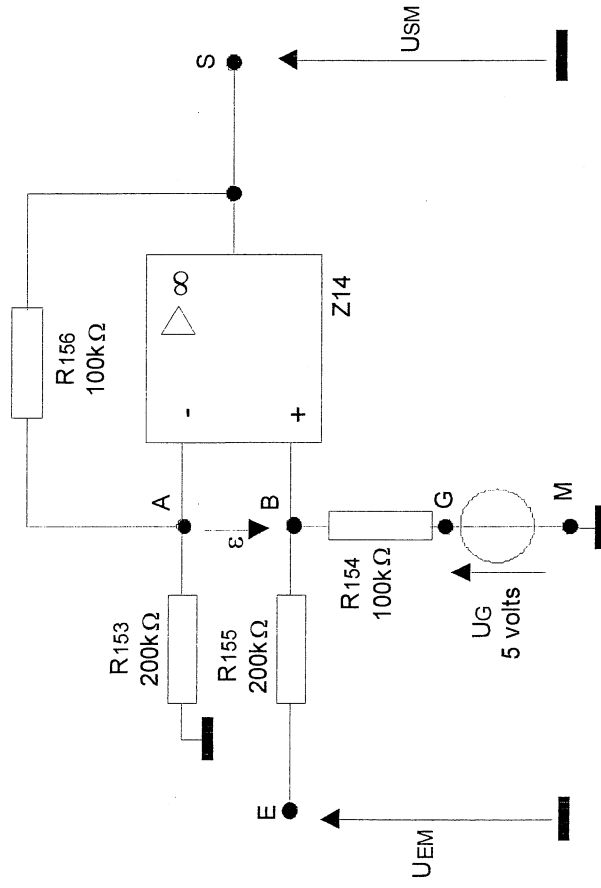 R156
100kΩ
A
-
▷ ∞
S
R153
200kΩ
ε
B
+
Z14
R155
200kΩ
E
R154
100kΩ
G
UG
5 volts
M
UEM
USM